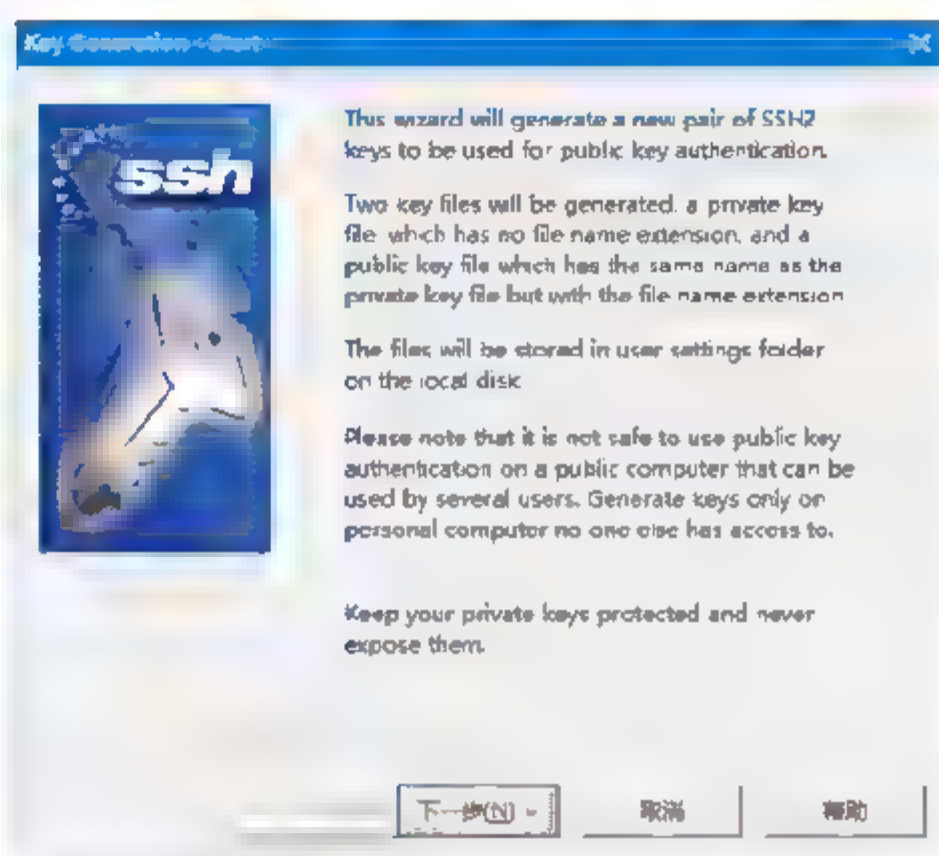 Key Generation - Start
ssh
This wizard will generate a new pair of SSH2
keys to be used for public key authentication.
Two key files will be generated. a private key
file which has no file name extension, and a
public key file which has the same name as the
private key file but with the file name extension
The files will be stored in user settings folder
on the local disk
Please note that it is not safe to use public key
authentication on a public computer that can be
used by several users. Generate keys only on
personal computer no one else has access to.
Keep your private keys protected and never
expose them.
下一步(N) >
取消
帮助